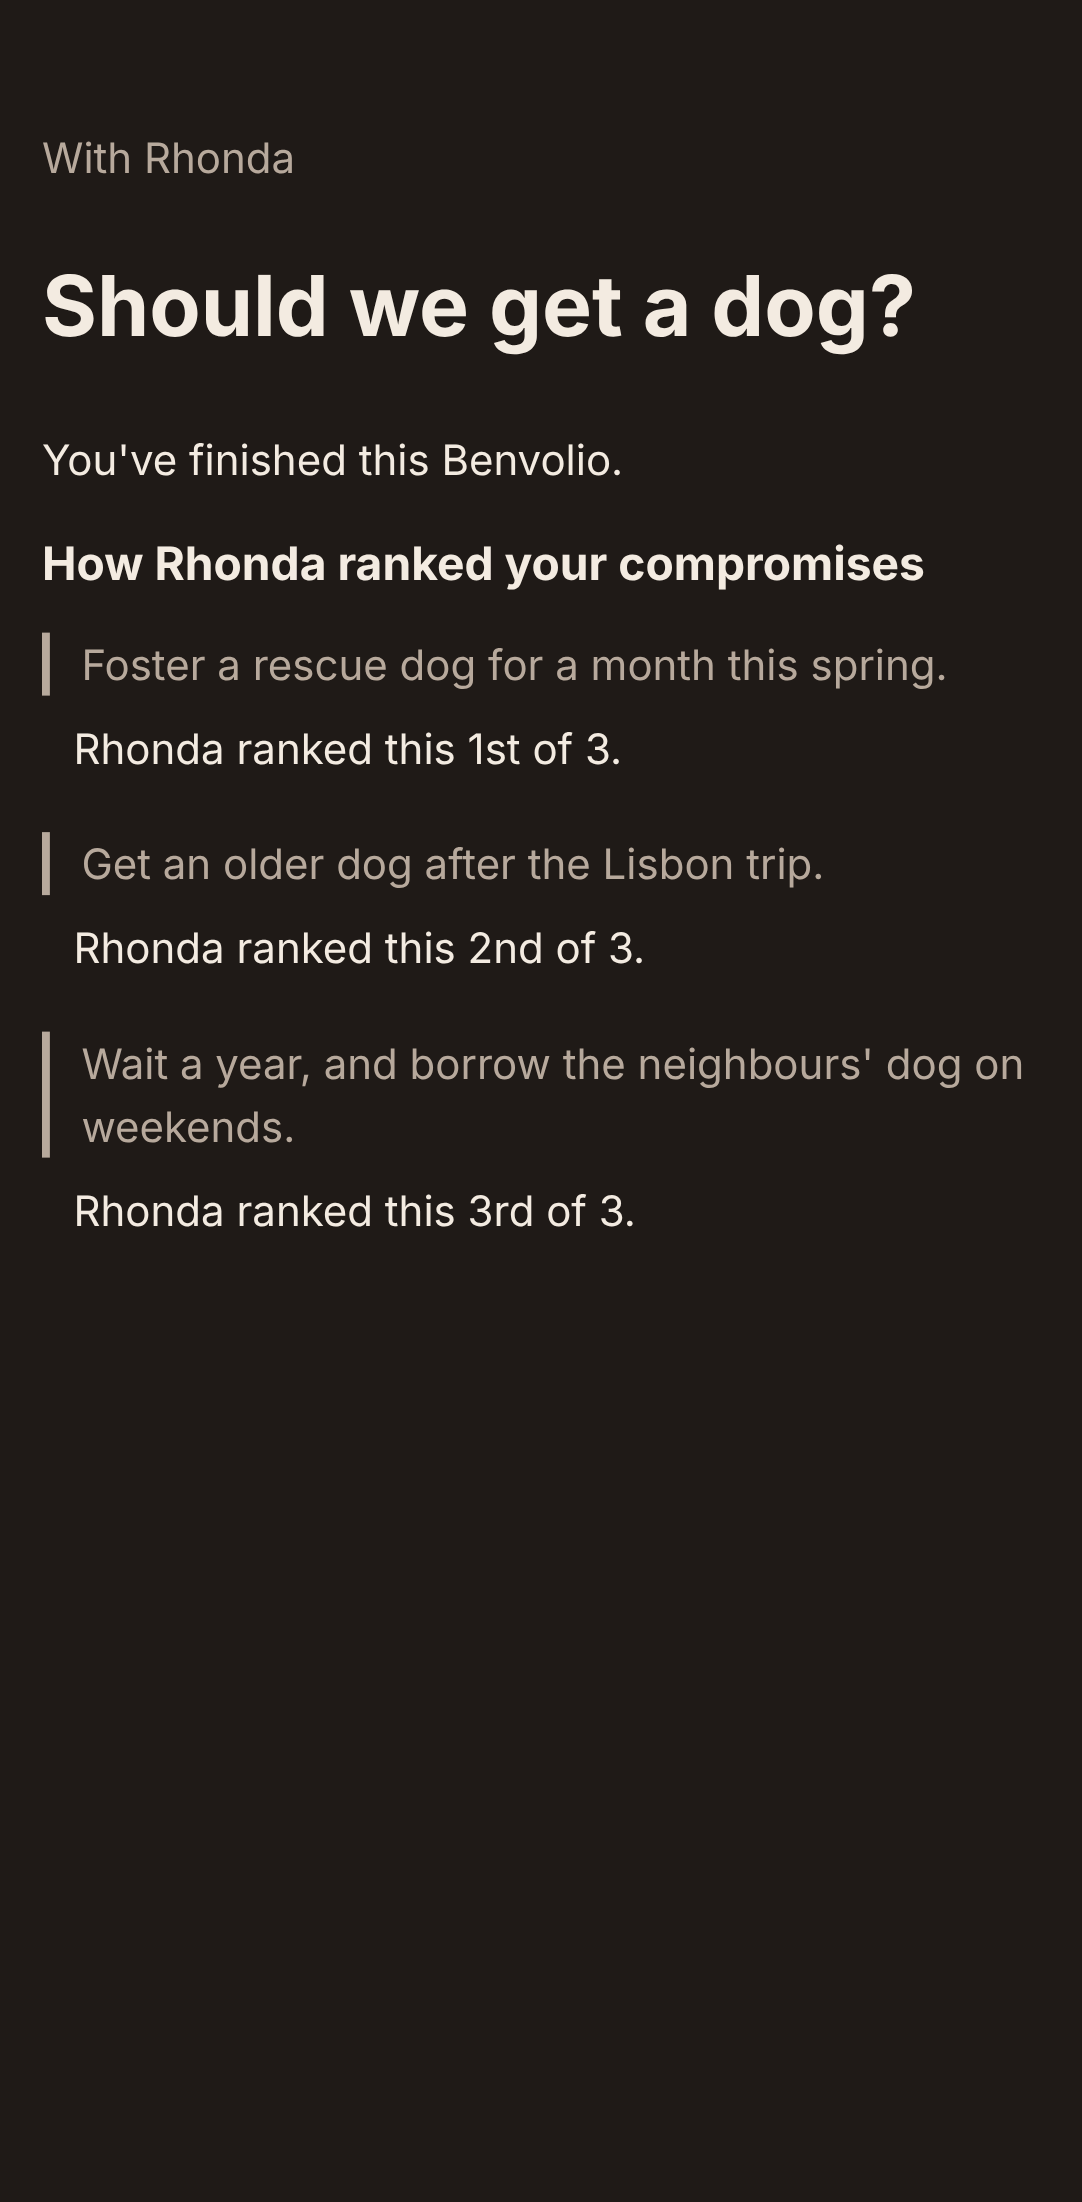 With Rhonda
Should we get a dog?
You've finished this Benvolio.
How Rhonda ranked your compromises
Foster a rescue dog for a month this spring.
Rhonda ranked this 1st of 3.
Get an older dog after the Lisbon trip.
Rhonda ranked this 2nd of 3.
Wait a year, and borrow the neighbours' dog on
weekends.
Rhonda ranked this 3rd of 3.